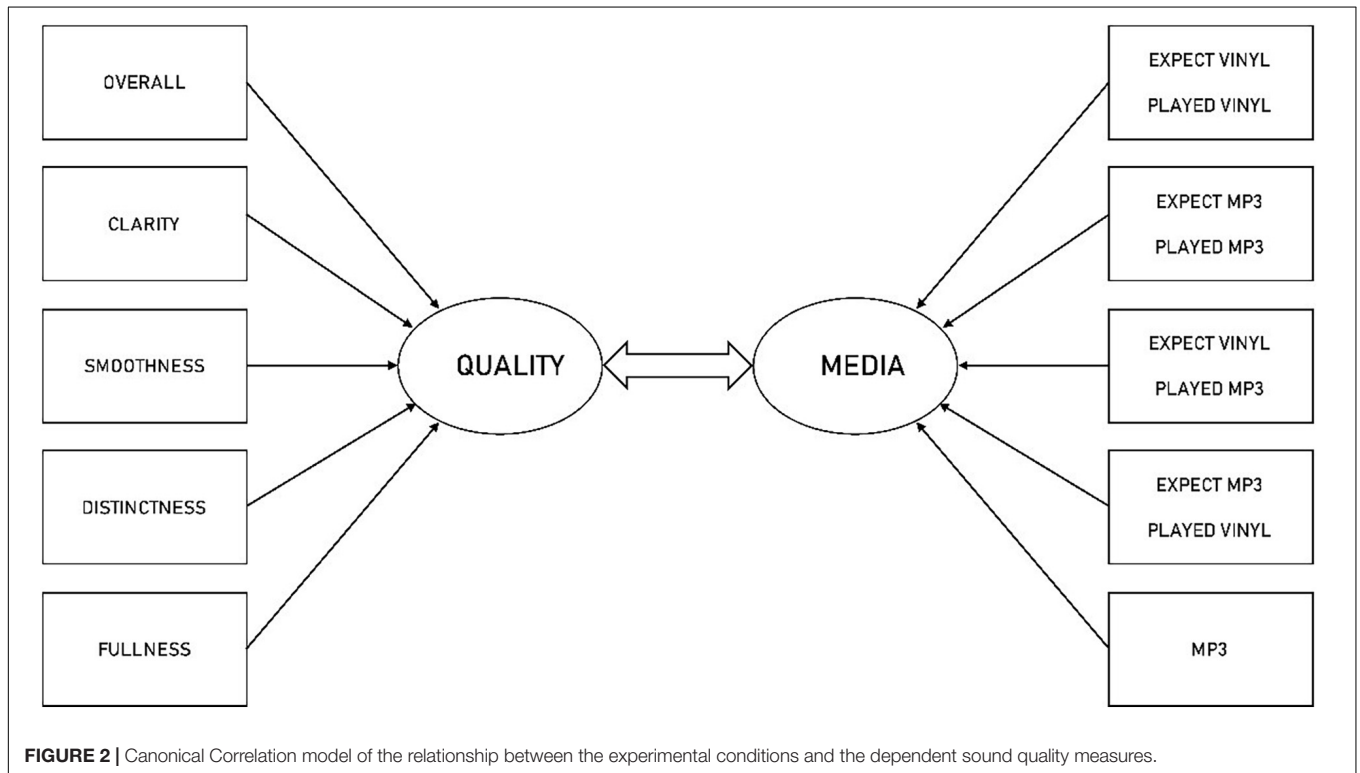 OVERALL
CLARITY
SMOOTHNESS
DISTINCTNESS
FULLNESS
QUALITY
MEDIA
EXPECT VINYL
PLAYED VINYL
EXPECT MP3
PLAYED MP3
EXPECT VINYL
PLAYED MP3
EXPECT MP3
PLAYED VINYL
MP3
FIGURE 2 | Canonical Correlation model of the relationship between the experimental conditions and the dependent sound quality measures.